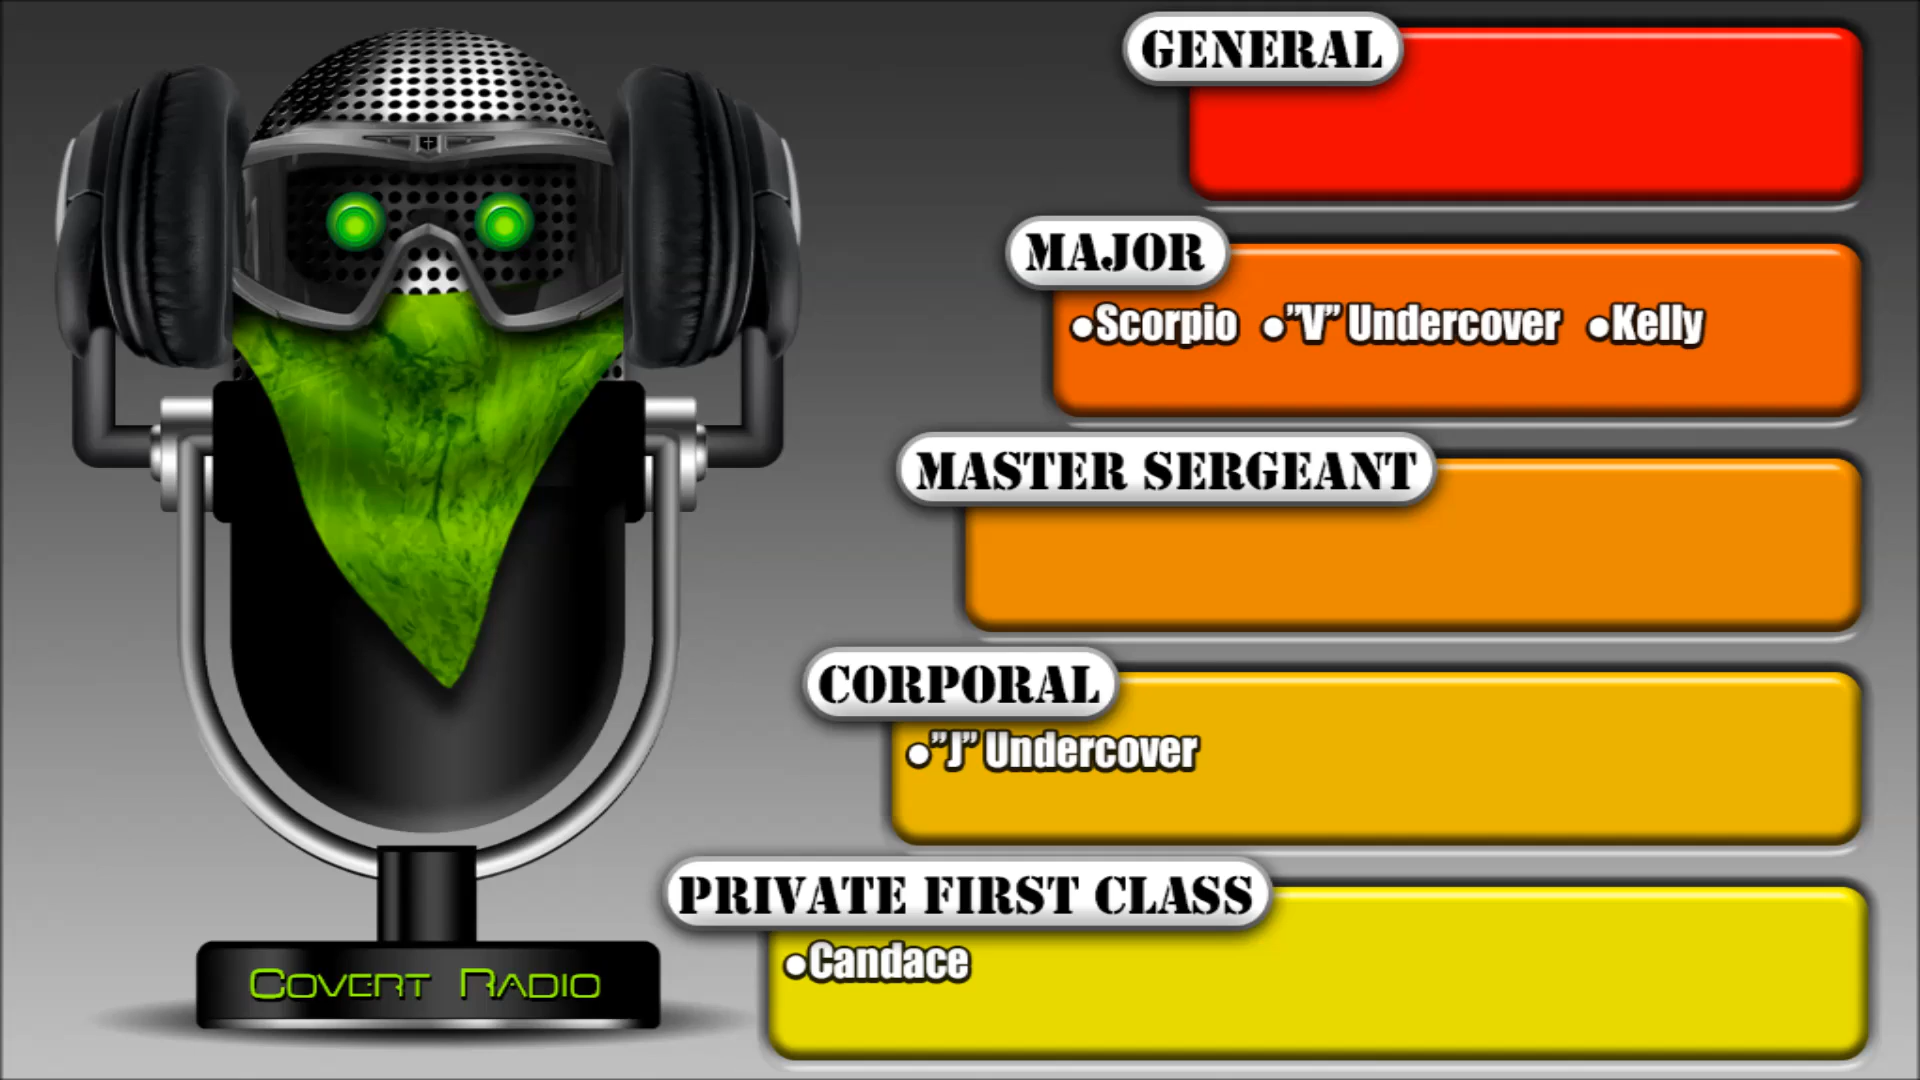 GENERAL
MAJOR
•Scorpio •"V" Undercover •Kelly
MASTER SERGEANT
CORPORAL
•"J" Undercover
PRIVATE FIRST CLASS
•Candace
COVERT RADIO